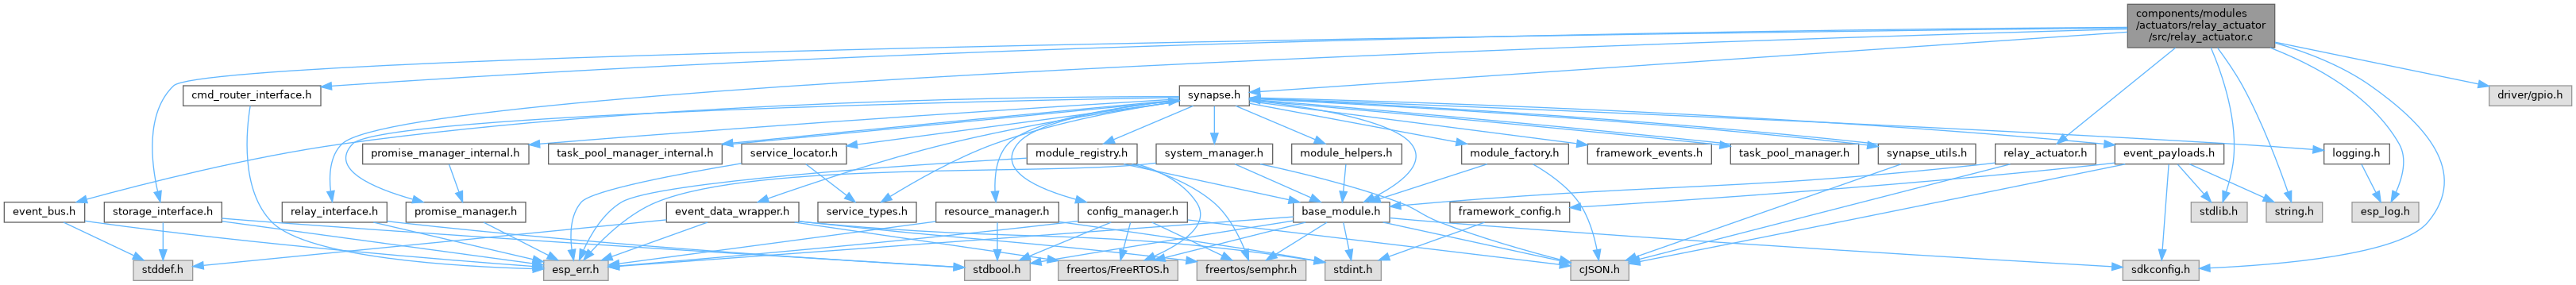 components/modules
/actuators/relay_actuator
/src/relay_actuator.c
cmd_router_interface.h
synapse.h
driver/gpio.h
promise_manager_internal.h
task_pool_manager_internal.h
service_locator.h
module_registry.h
system_manager.h
module_helpers.h
module_factory.h
framework_events.h
task_pool_manager.h
synapse_utils.h
relay_actuator.h
event_payloads.h
logging.h
event_bus.h
storage_interface.h
relay_interface.h
promise_manager.h
event_data_wrapper.h
service_types.h
resource_manager.h
config_manager.h
base_module.h
framework_config.h
stdlib.h
string.h
esp_log.h
stddef.h
esp_err.h
stdbool.h
freertos/FreeRTOS.h
freertos/semphr.h
stdint.h
cJSON.h
sdkconfig.h